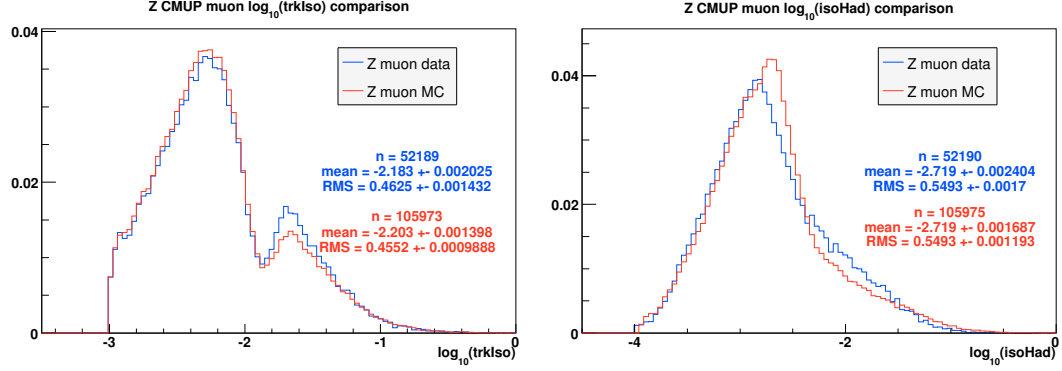 Z CMUP muon log10(trkIso) comparison
0.04
0.02
0
Z muon data
Z muon MC
n = 52189
mean = -2.183 +- 0.002025
RMS = 0.4625 +- 0.001432
n = 105973
mean = -2.203 +- 0.001398
RMS = 0.4552 +- 0.0009888
-3 -2 -1 0
log10(trkIso)
Z CMUP muon log10(isoHad) comparison
0.04
0.02
0
Z muon data
Z muon MC
n = 52190
mean = -2.719 +- 0.002404
RMS = 0.5493 +- 0.0017
n = 105975
mean = -2.719 +- 0.001687
RMS = 0.5493 +- 0.001193
-4 -2 0
log10(isoHad)